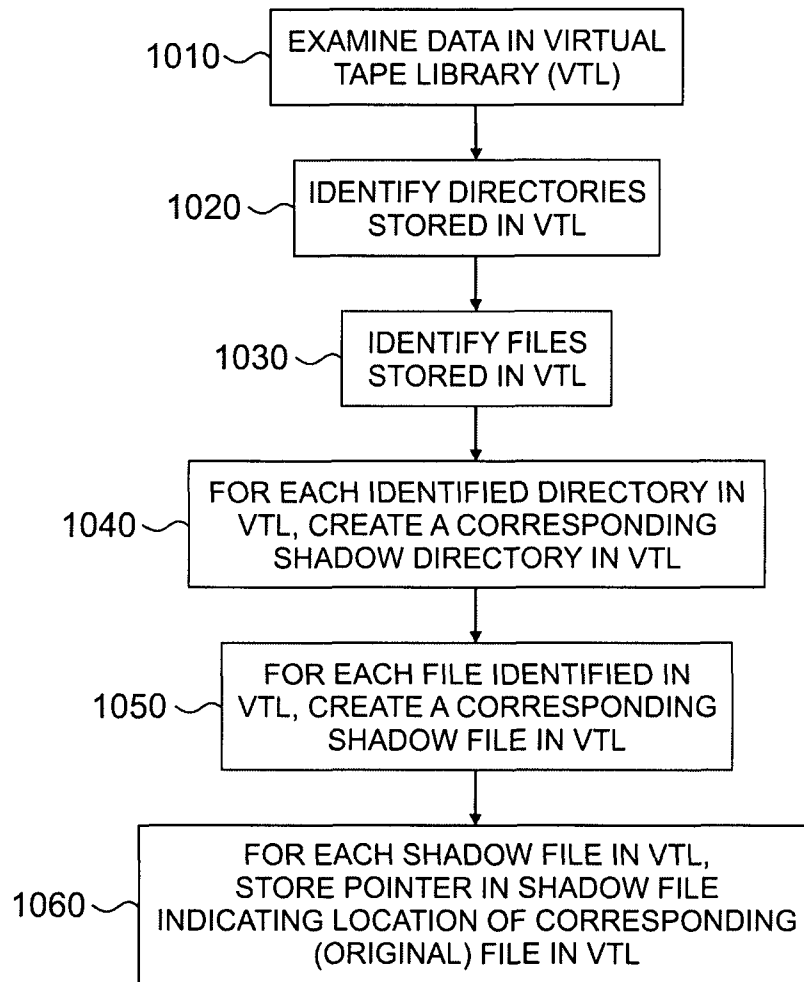 1010
EXAMINE DATA IN VIRTUAL
TAPE LIBRARY (VTL)
1020
IDENTIFY DIRECTORIES
STORED IN VTL
1030
IDENTIFY FILES
STORED IN VTL
1040
FOR EACH IDENTIFIED DIRECTORY IN
VTL, CREATE A CORRESPONDING
SHADOW DIRECTORY IN VTL
1050
FOR EACH FILE IDENTIFIED IN
VTL, CREATE A CORRESPONDING
SHADOW FILE IN VTL
1060
FOR EACH SHADOW FILE IN VTL,
STORE POINTER IN SHADOW FILE
INDICATING LOCATION OF CORRESPONDING
(ORIGINAL) FILE IN VTL